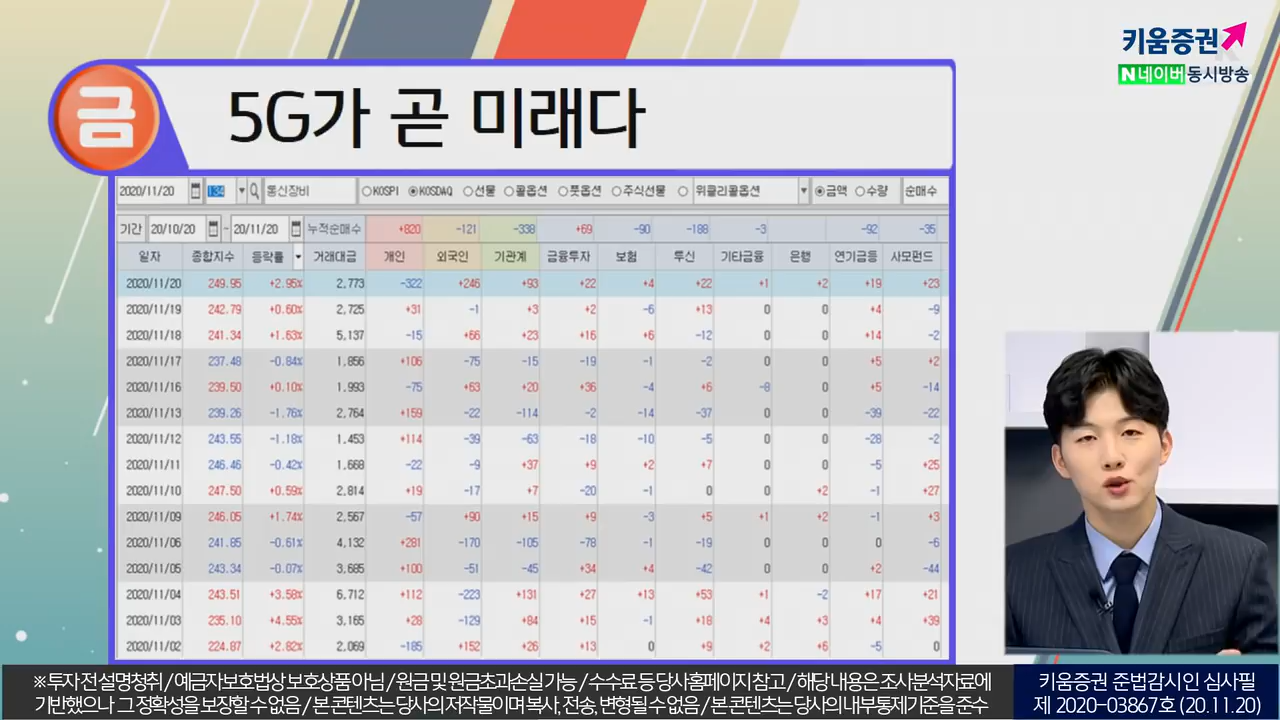 키움증권
N 네이버 동시방송
금
5G가 곧 미래다
2020/11/20 134 통신장비 KOSPI KOSDAQ 선물 콜옵션 풋옵션 주식선물 위클리콜옵션 금액 수량 순매수
기간 20/10/20 ~ 20/11/20 누적순매수 +820 -121 -338 +69 -90 -188 -3 -92 -35
일자 종합지수 등락률 거래대금 개인 외국인 기관계 금융투자 보험 투신 기타금융 은행 연기금등 사모펀드
2020/11/20 249.95 +2.95% 2,773 -322 +246 +93 +22 +4 +22 +1 +2 +19 +23
2020/11/19 242.79 +0.60% 2,725 +31 -1 +3 +2 -6 +13 0 0 +4 -9
2020/11/18 241.34 +1.63% 5,137 -15 +66 +23 +16 +6 -12 0 0 +14 -2
2020/11/17 237.48 -0.84% 1,856 +106 -75 -15 -19 -1 -2 0 0 +5 +2
2020/11/16 239.50 +0.10% 1,993 -75 +63 +20 +36 -4 +6 -8 0 +5 -14
2020/11/13 239.26 -1.76% 2,764 +159 -22 -114 -2 -14 -37 0 0 -39 -22
2020/11/12 243.55 -1.18% 1,453 +114 -39 -63 -18 -10 -5 0 0 -28 -2
2020/11/11 246.46 -0.42% 1,668 -22 -9 +37 +9 +2 +7 0 0 -5 +25
2020/11/10 247.50 +0.59% 2,814 +19 -17 +7 -20 -1 0 0 +2 -1 +27
2020/11/09 246.05 +1.74% 2,567 -57 +90 +15 +9 -3 +5 +1 +2 -1 +3
2020/11/06 241.85 -0.61% 4,132 +281 -170 -105 -78 -1 -19 0 0 0 -6
2020/11/05 243.34 -0.07% 3,685 +100 -51 -45 +34 +4 -42 0 0 +2 -44
2020/11/04 243.51 +3.58% 6,712 +112 -223 +131 +27 +13 +53 +1 -2 +17 +21
2020/11/03 235.10 +4.55% 3,165 +28 -129 +84 +15 -1 +18 +4 +3 +4 +39
2020/11/02 224.87 +2.82% 2,069 -185 +152 +26 +13 0 +9 +2 +6 -5 0
※ 투자 전 설명청취 / 예금자보호법상 보호상품 아님 / 원금 및 원금초과손실 가능 / 수수료 등 당사홈페이지 참고 / 해당 내용은 조사분석자료에
기반했으나 그 정확성을 보장할 수 없음 / 본 콘텐츠는 당사의 저작물이며 복사, 전송, 변형될 수 없음 / 본 콘텐츠는 당사의 내부통제기준을 준수
키움증권 준법감시인 심사필
제 2020-03867호 (20.11.20)